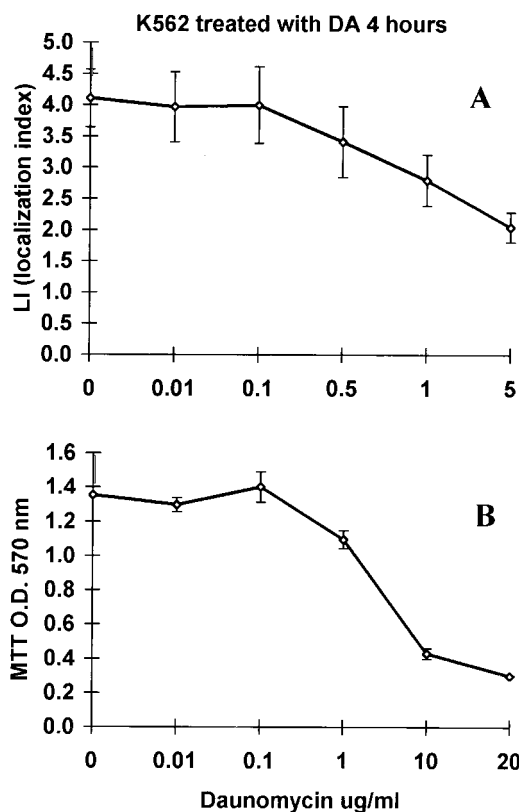 K562 treated with DA 4 hours
A
LI (localization index)
5.0
4.5
4.0
3.5
3.0
2.5
2.0
1.5
1.0
0.5
0.0
0 0.01 0.1 0.5 1 5
B
MTT O.D. 570 nm
1.6
1.4
1.2
1.0
0.8
0.6
0.4
0.2
0.0
0 0.01 0.1 1 10 20
Daunomycin ug/ml